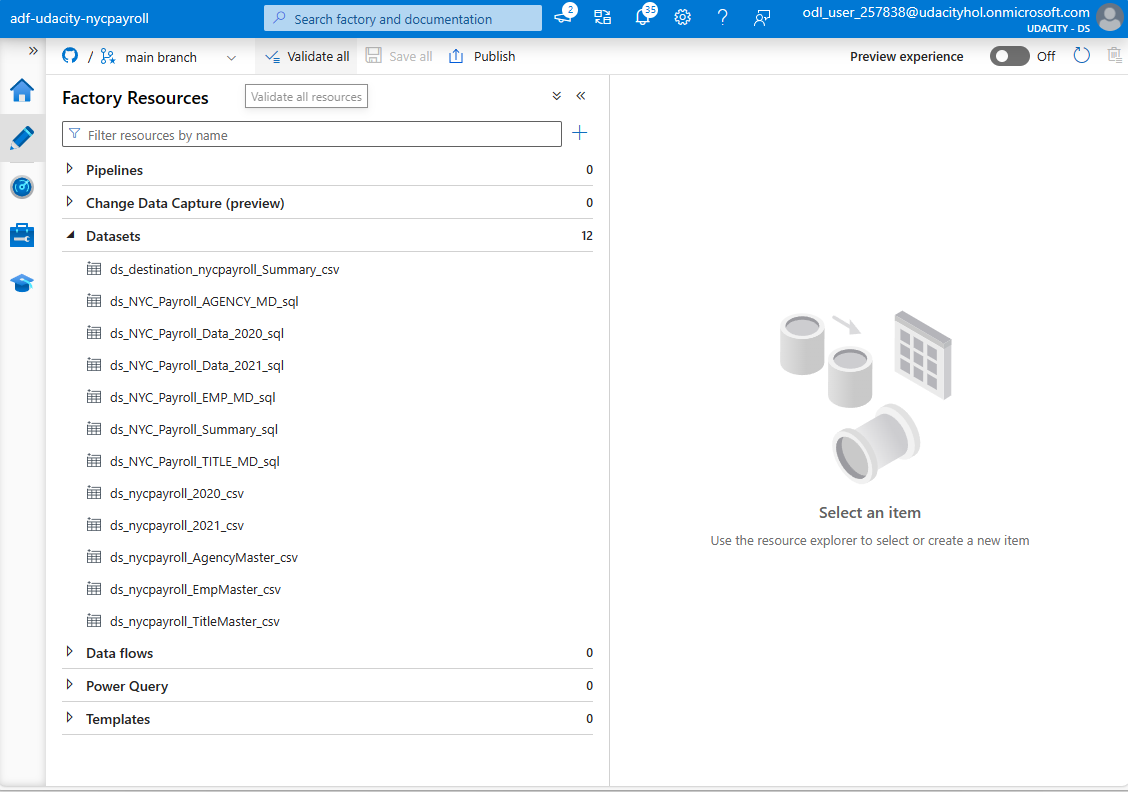 adf-udacity-nycpayroll
Search factory and documentation
2
35
odl_user_257838@udacityhol.onmicrosoft.com
UDACITY - DS
/ main branch
Validate all
Save all
Publish
Preview experience
Off
Factory Resources
Validate all resources
Filter resources by name
Pipelines 0
Change Data Capture (preview) 0
Datasets 12
ds_destination_nycpayroll_Summary_csv
ds_NYC_Payroll_AGENCY_MD_sql
ds_NYC_Payroll_Data_2020_sql
ds_NYC_Payroll_Data_2021_sql
ds_NYC_Payroll_EMP_MD_sql
ds_NYC_Payroll_Summary_sql
ds_NYC_Payroll_TITLE_MD_sql
ds_nycpayroll_2020_csv
ds_nycpayroll_2021_csv
ds_nycpayroll_AgencyMaster_csv
ds_nycpayroll_EmpMaster_csv
ds_nycpayroll_TitleMaster_csv
Data flows 0
Power Query 0
Templates 0
Select an item
Use the resource explorer to select or create a new item